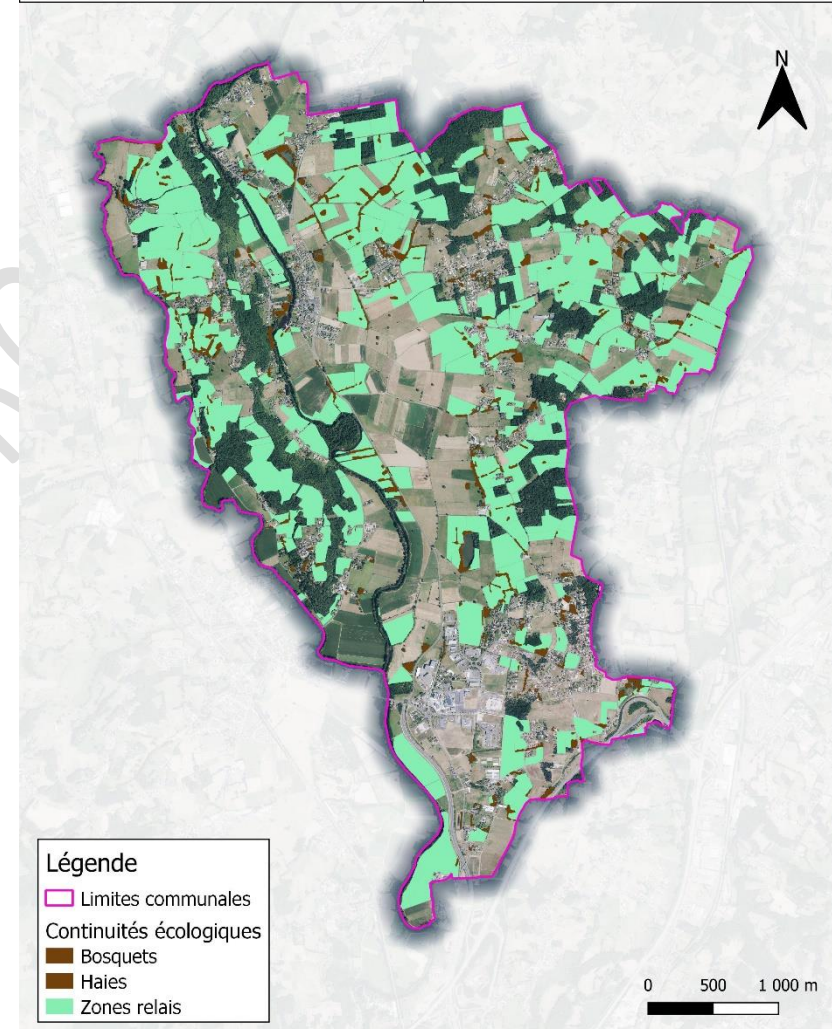 N
Légende
Limites communales
Continuités écologiques
Bosquets
Haies
Zones relais
0 500 1 000 m